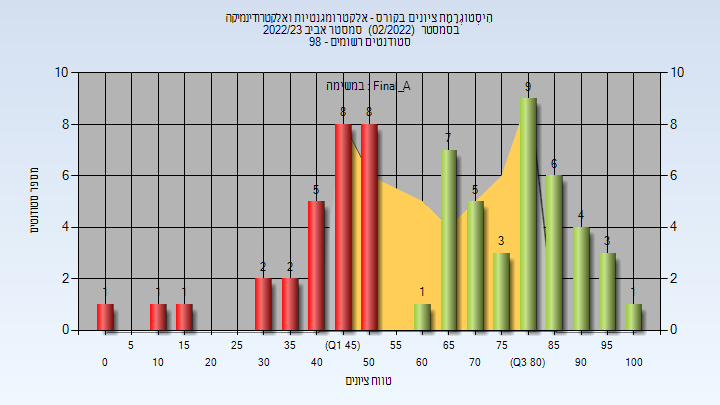 היסטוגרמת ציונים בקורס - אלקטרומגנטיות ואלקטרודינמיקה
בסמסטר (02/2022) סמסטר אביב 2022/23
סטודנטים רשומים - 98
במשימה : Final_A
10 10
8 8
6 6
4 4
2 2
0 0
1 1 1 2 2 5 8 8 1 7 5 3 9 6 4 3 1
מספר סטודנטים
5 15 25 35 (Q1 45) 55 65 75 85 95
0 10 20 30 40 50 60 70 (Q3 80) 90 100
טווח ציונים